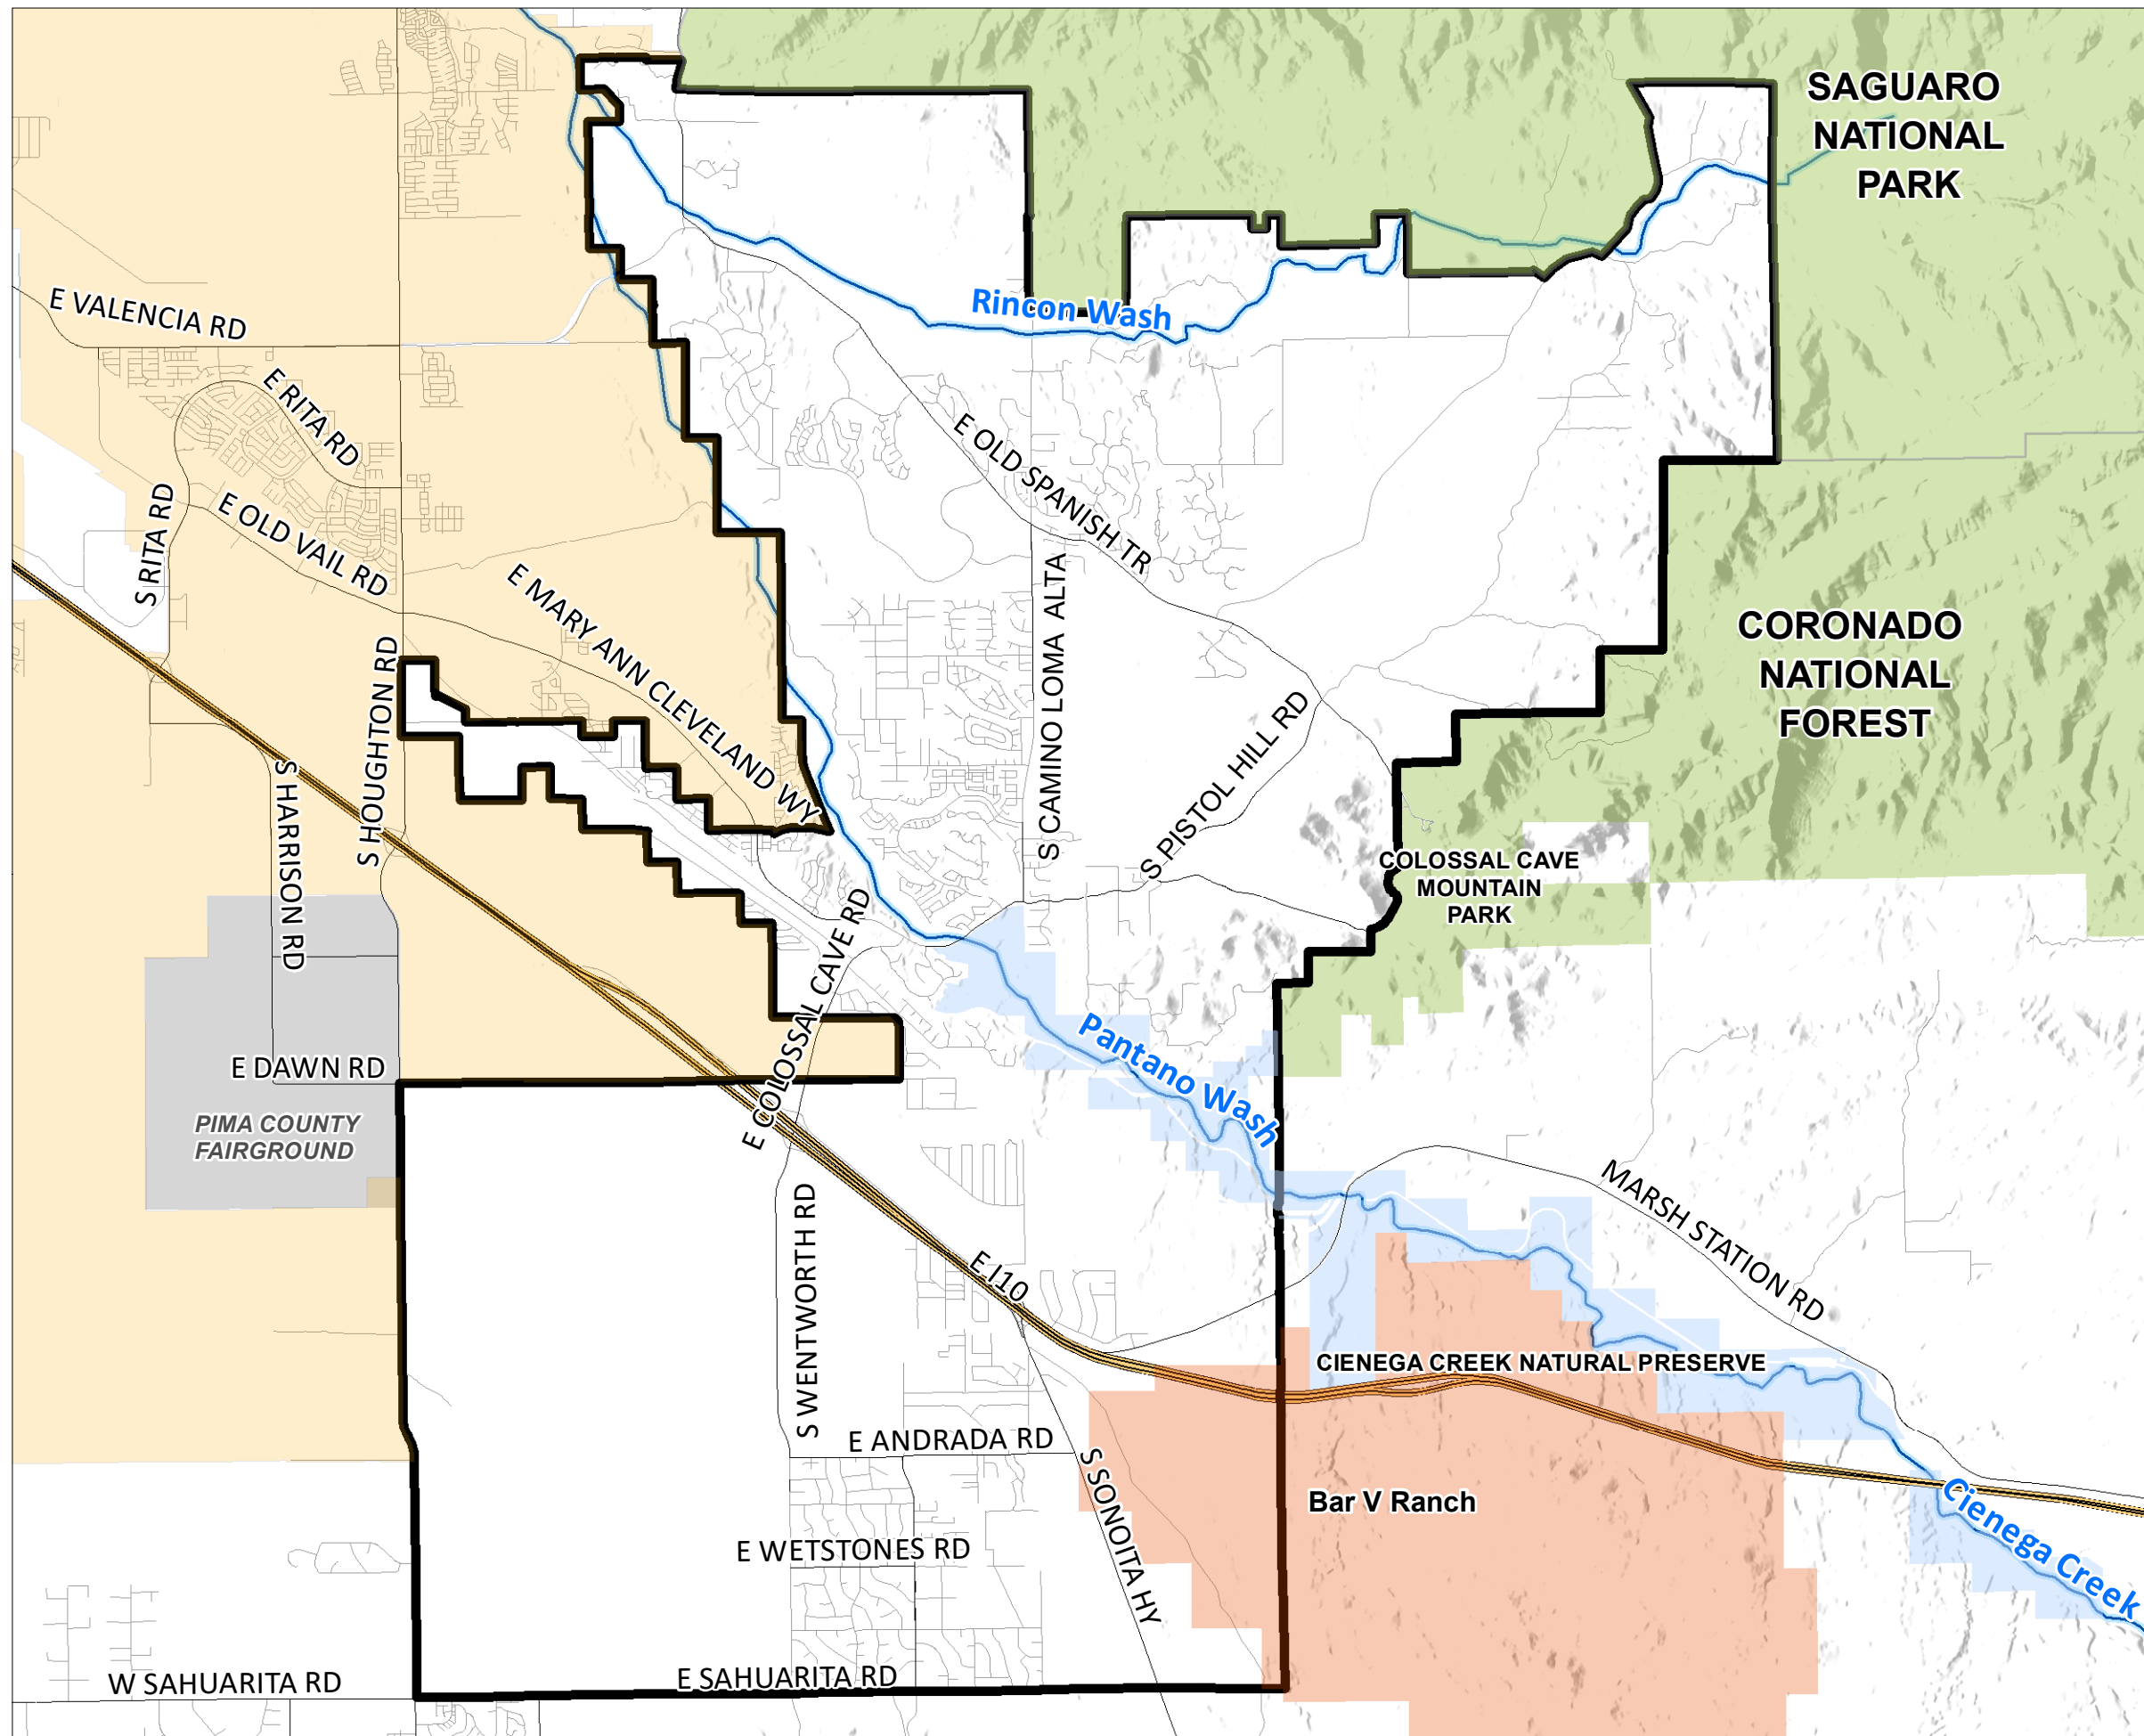 SAGUARO
NATIONAL
PARK
E VALENCIA RD
Rincon Wash
E RITA RD
E OLD SPANISH TR
S RITA RD
E OLD VAIL RD
E MARY ANN CLEVELAND WY
S CAMINO LOMA ALTA
CORONADO
NATIONAL
FOREST
S HOUGHTON RD
S PISTOL HILL RD
S HARRISON RD
COLOSSAL CAVE
MOUNTAIN
PARK
E COLOSSAL CAVE RD
Pantano Wash
E DAWN RD
PIMA COUNTY
FAIRGROUND
MARSH STATION RD
S WENTWORTH RD
E I10
CIENEGA CREEK NATURAL PRESERVE
E ANDRADA RD
S SONOITA HY
Bar V Ranch
Cienega Creek
E WETSTONES RD
W SAHUARITA RD
E SAHUARITA RD